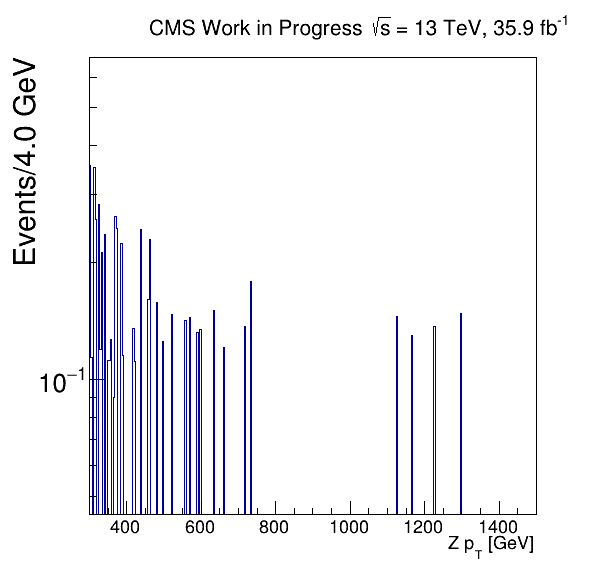 CMS Work in Progress √s = 13 TeV, 35.9 fb⁻¹
Events/4.0 GeV
10⁻¹
400 600 800 1000 1200 1400
Z p_T [GeV]